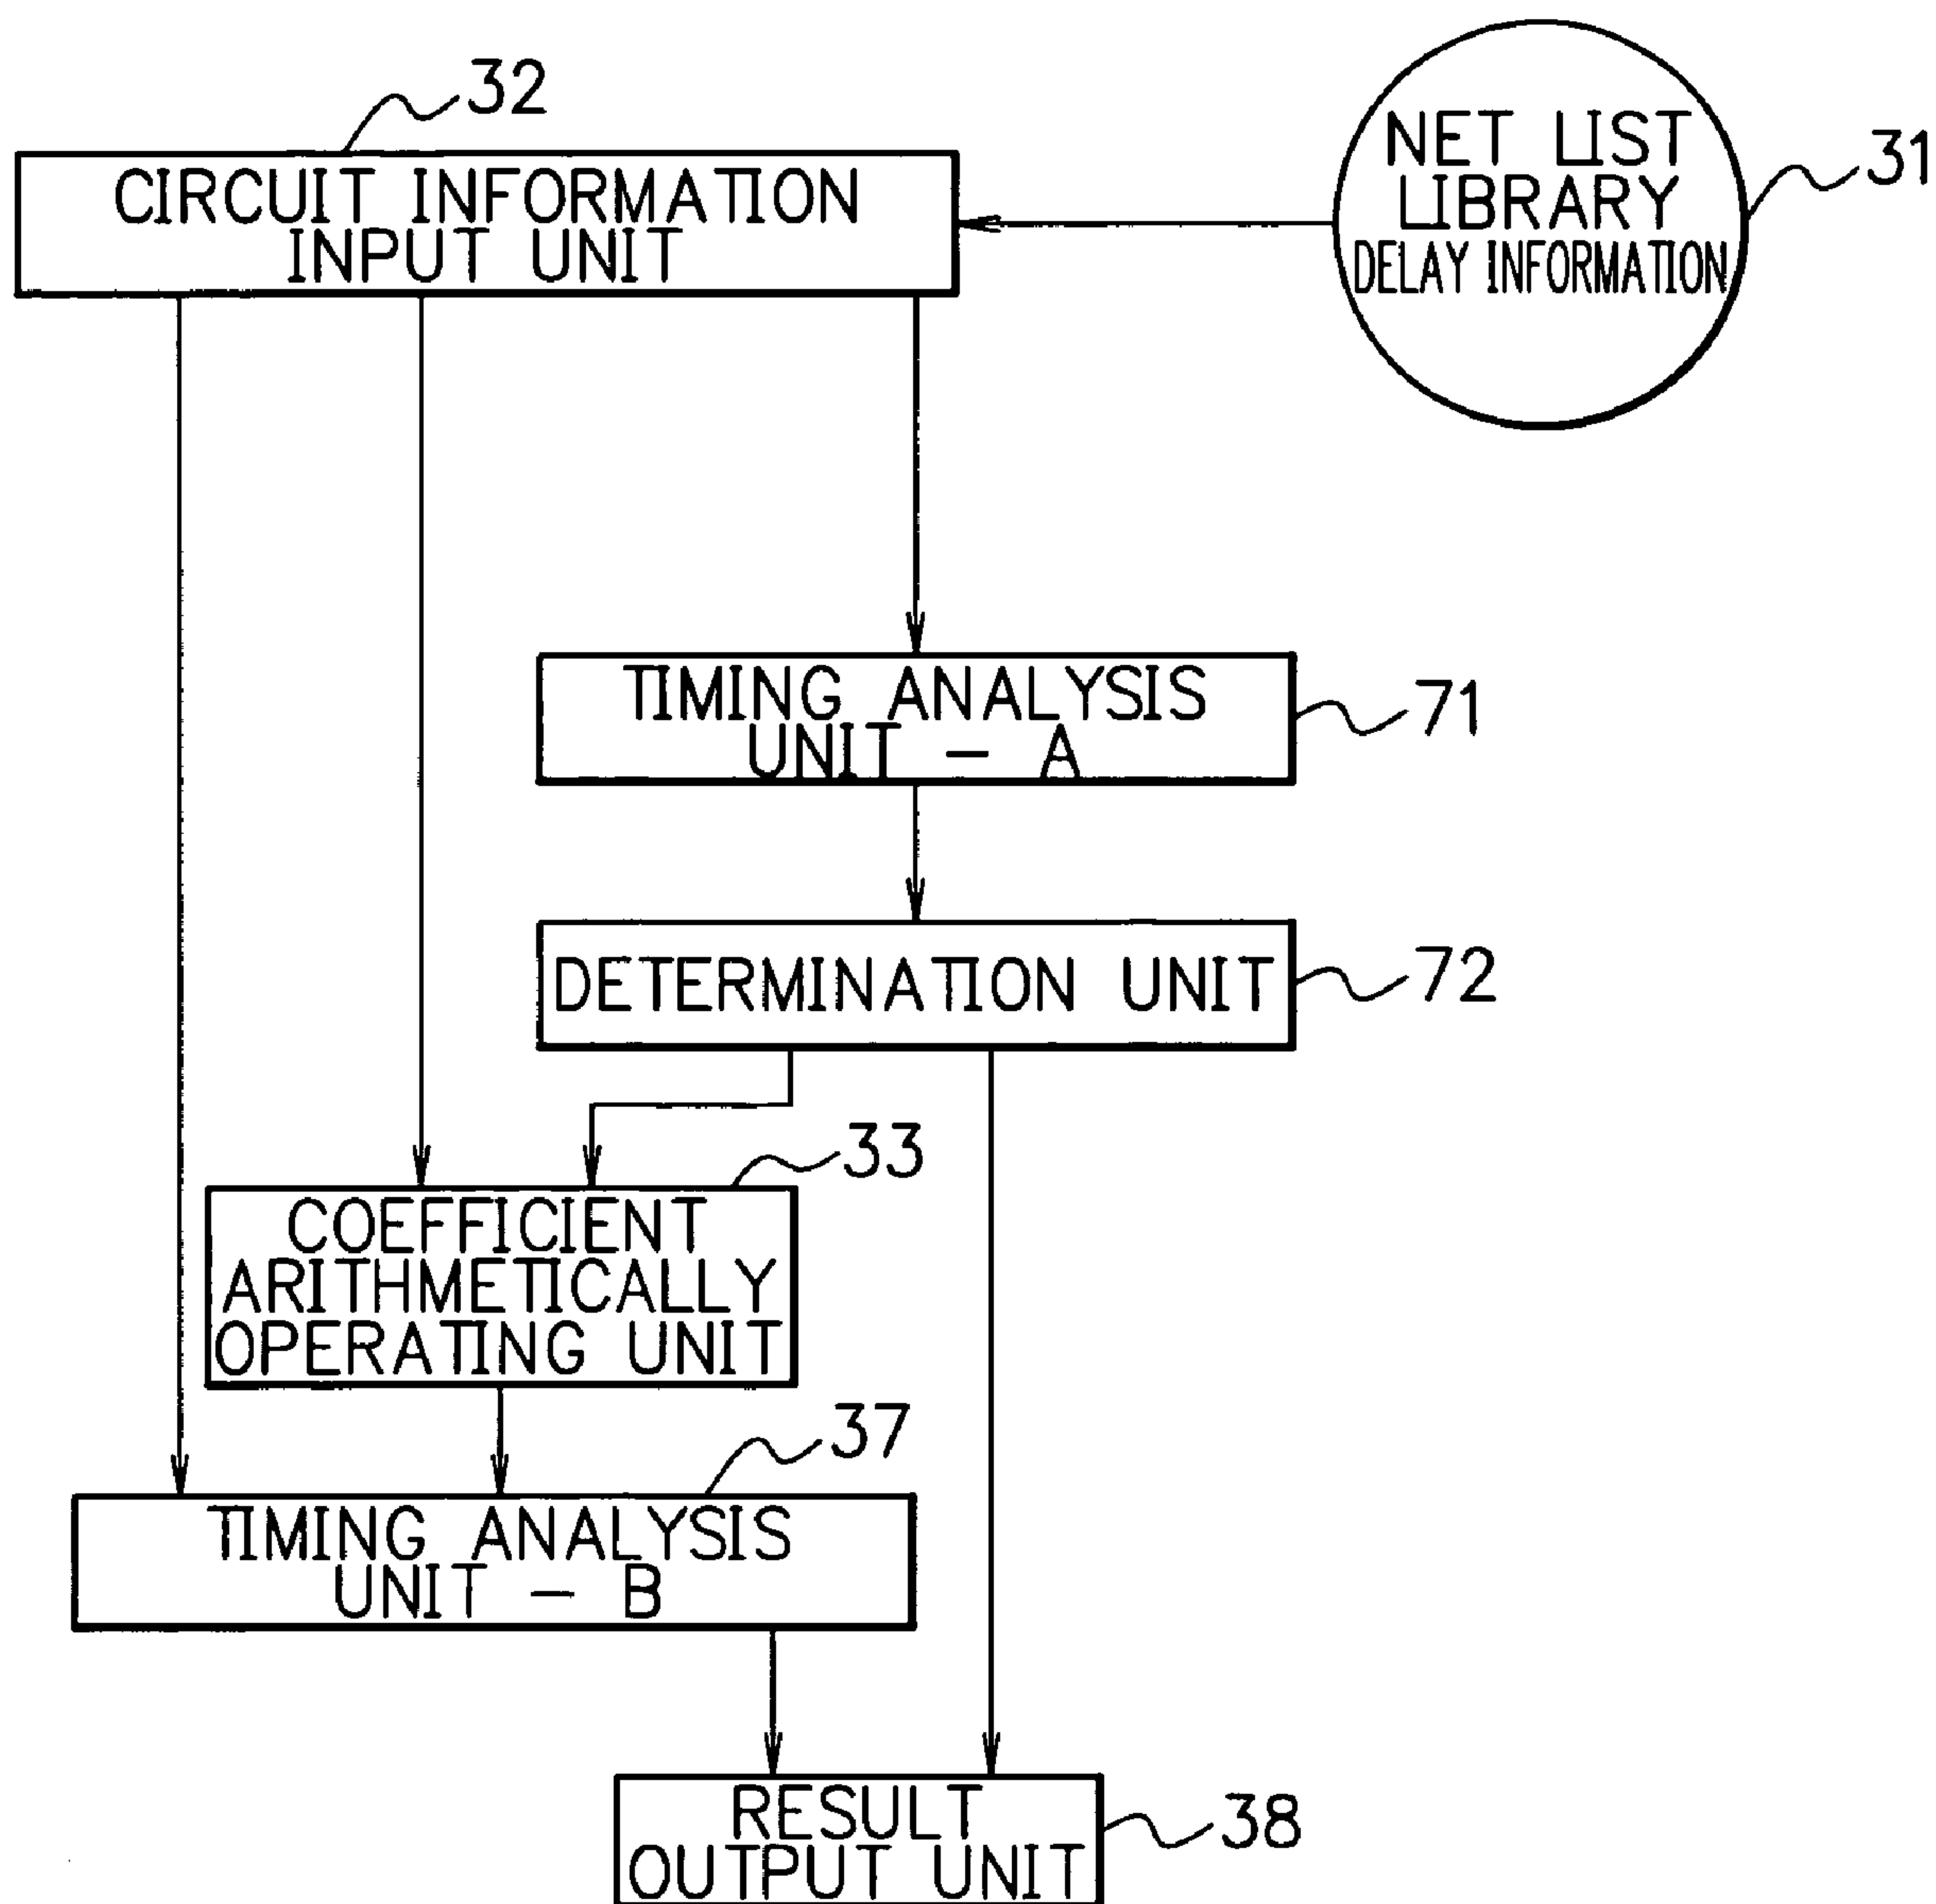 32
CIRCUIT INFORMATION
INPUT UNIT
NET LIST
LIBRARY
DELAY INFORMATION
31
TIMING ANALYSIS
UNIT - A
71
DETERMINATION UNIT
72
33
COEFFICIENT
ARITHMETICALLY
OPERATING UNIT
37
TIMING ANALYSIS
UNIT - B
RESULT
OUTPUT UNIT
38